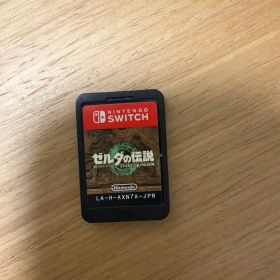 NINTENDO
SWITCH
ゼルダの伝説
Nintendo
LA-H-AXN7A-JPN